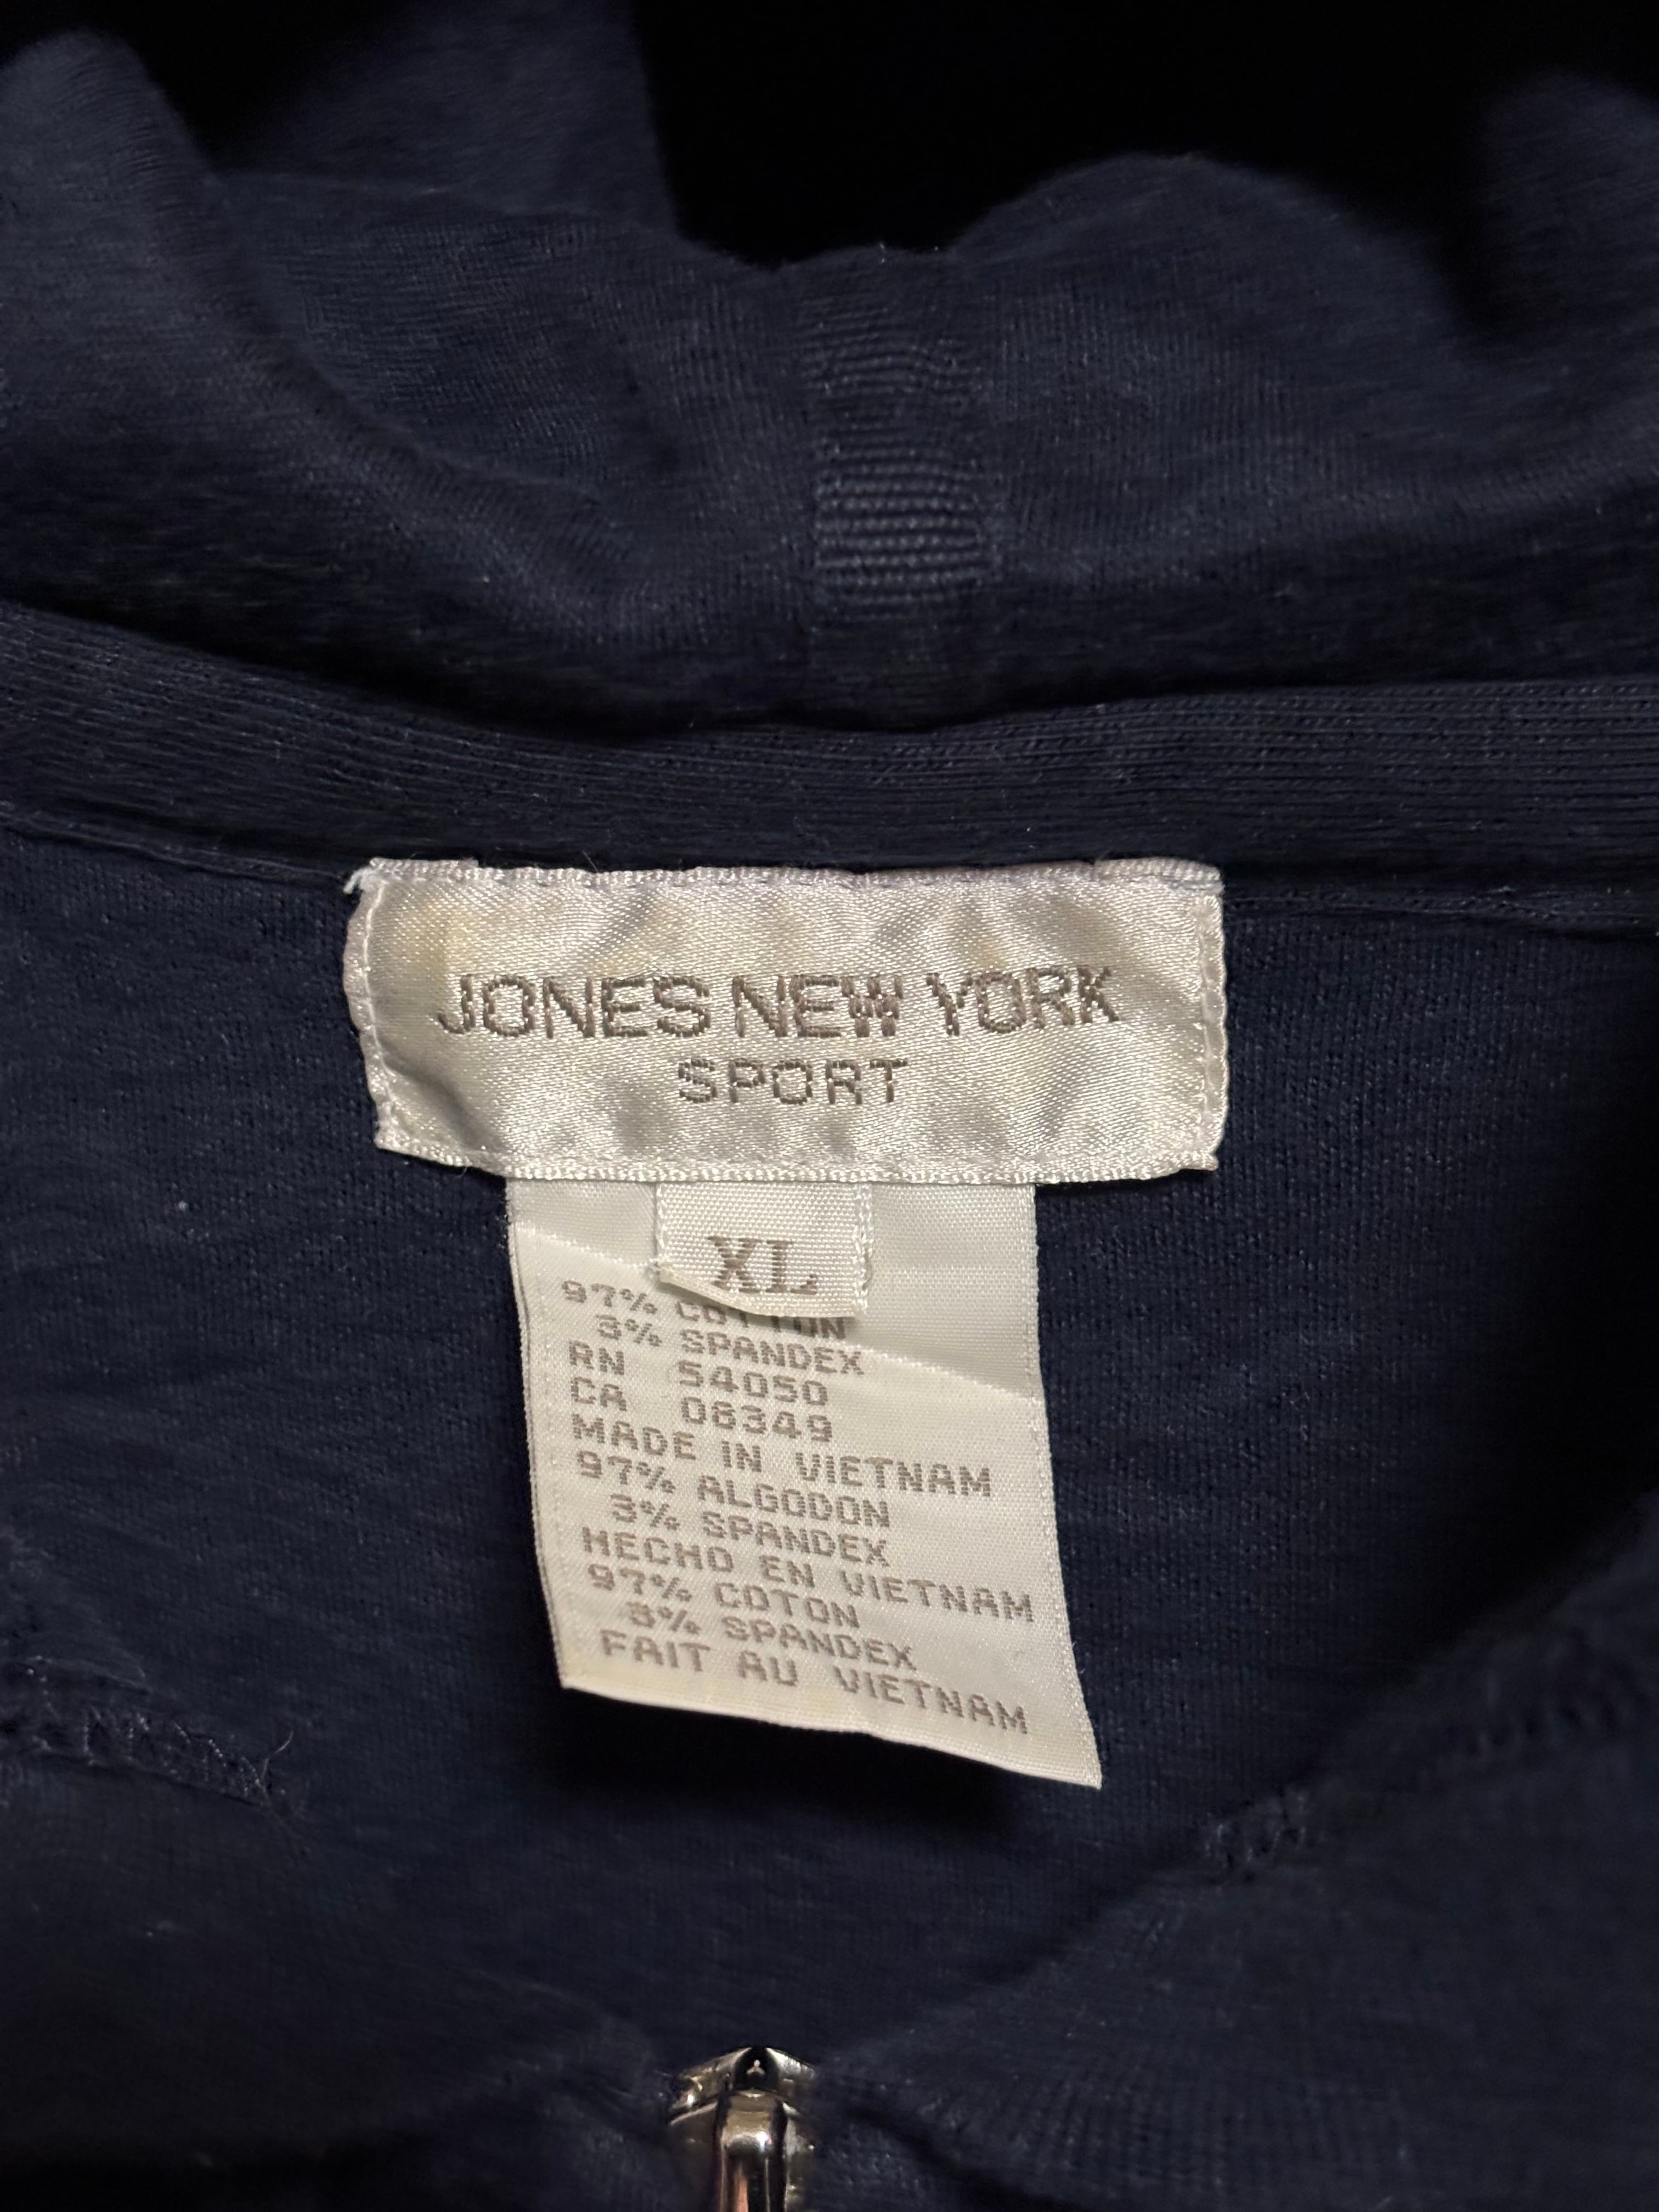 JONES NEW YORK
SPORT
XL
97% COTTON
3% SPANDEX
RN 54050
CA 08349
MADE IN VIETNAM
97% ALGODON
3% SPANDEX
HECHO EN VIETNAM
97% COTON
3% SPANDEX
FAIT AU VIETNAM